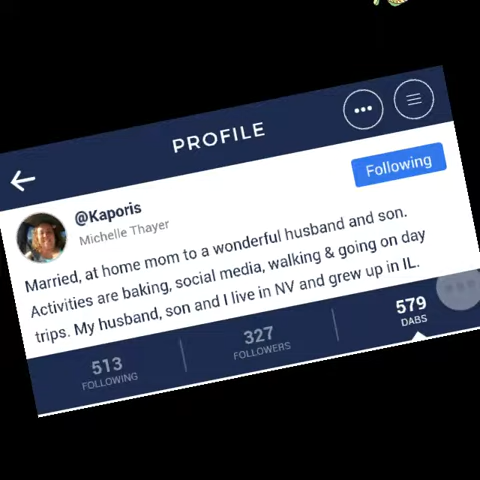 PROFILE
Following
@Kaporis
Michelle Thayer
Married, at home mom to a wonderful husband and son.
Activities are baking, social media, walking & going on day
trips. My husband, son and I live in NV and grew up in IL.
513
FOLLOWING
327
FOLLOWERS
579
DABS